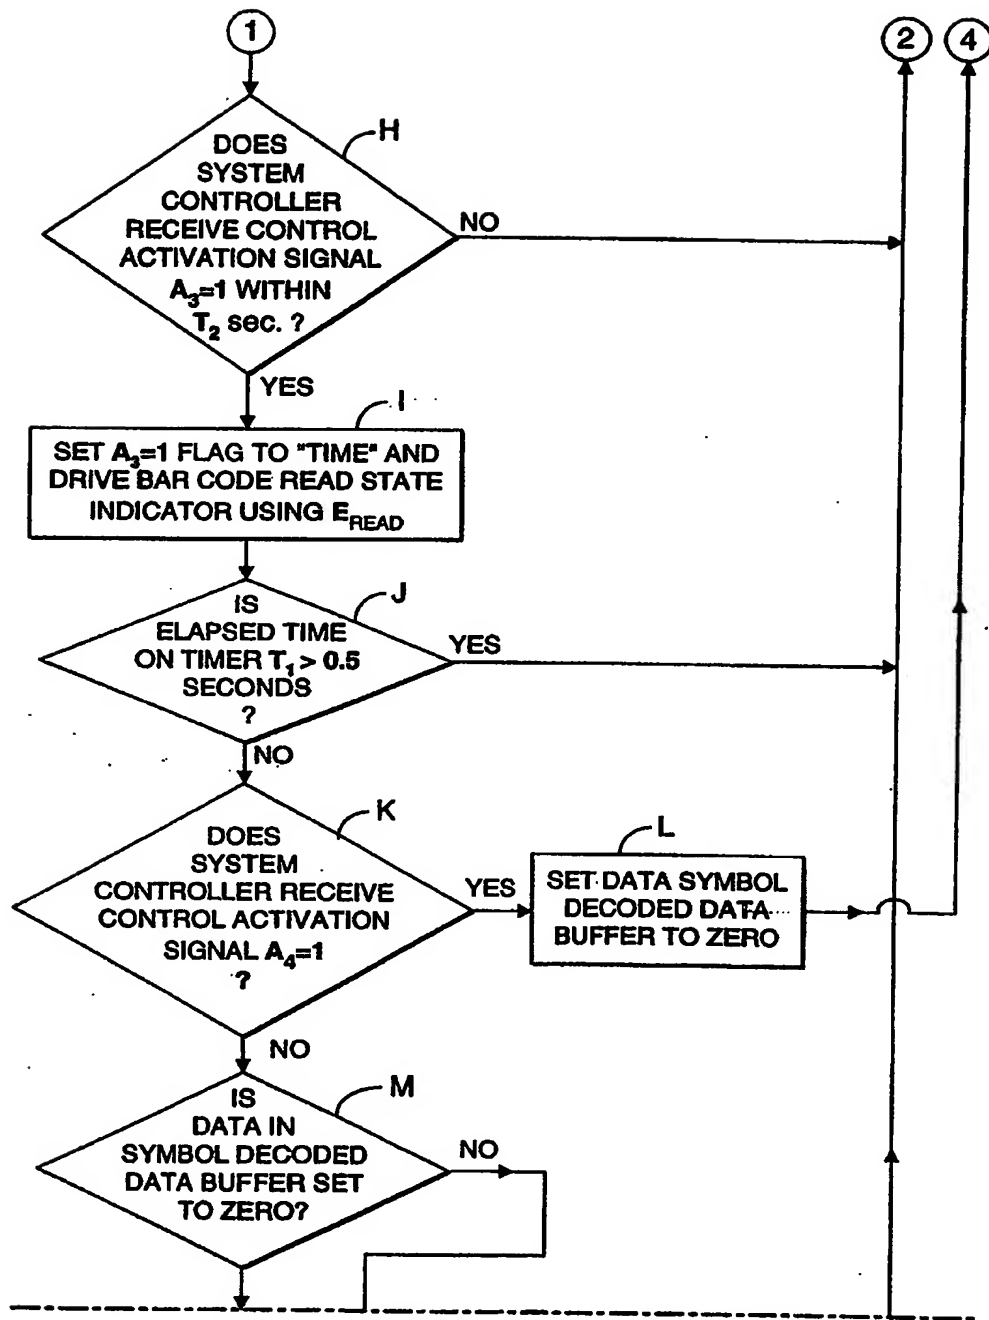 1
2
4
H
DOES
SYSTEM
CONTROLLER
RECEIVE CONTROL
ACTIVATION SIGNAL
A₃=1 WITHIN
T₂ sec. ?
NO
YES
I
SET A₃=1 FLAG TO "TIME" AND
DRIVE BAR CODE READ STATE
INDICATOR USING E_READ
J
IS
ELAPSED TIME
ON TIMER T₁ > 0.5
SECONDS
?
YES
NO
K
DOES
SYSTEM
CONTROLLER RECEIVE
CONTROL ACTIVATION
SIGNAL A₄=1
?
YES
L
SET DATA SYMBOL
DECODED DATA
BUFFER TO ZERO
NO
M
IS
DATA IN
SYMBOL DECODED
DATA BUFFER SET
TO ZERO?
NO